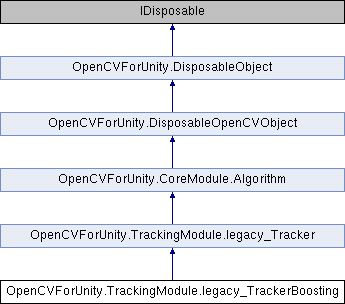 IDisposable
OpenCVForUnity.DisposableObject
OpenCVForUnity.DisposableOpenCVObject
OpenCVForUnity.CoreModule.Algorithm
OpenCVForUnity.TrackingModule.legacy_Tracker
OpenCVForUnity.TrackingModule.legacy_TrackerBoosting